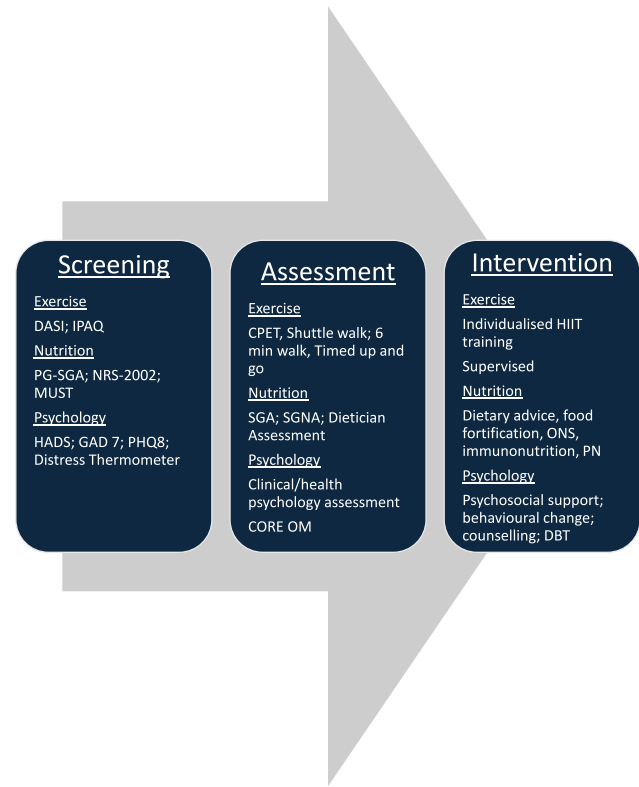 Screening
Exercise
DASI; IPAQ
Nutrition
PG-SGA; NRS-2002;
MUST
Psychology
HADS; GAD 7; PHQ8;
Distress Thermometer
Assessment
Exercise
CPET, Shuttle walk; 6
min walk, Timed up and
go
Nutrition
SGA; SGNA; Dietician
Assessment
Psychology
Clinical/health
psychology assessment
CORE OM
Intervention
Exercise
Individualised HIIT
training
Supervised
Nutrition
Dietary advice, food
fortification, ONS,
immunonutrition, PN
Psychology
Psychosocial support;
behavioural change;
counselling; DBT